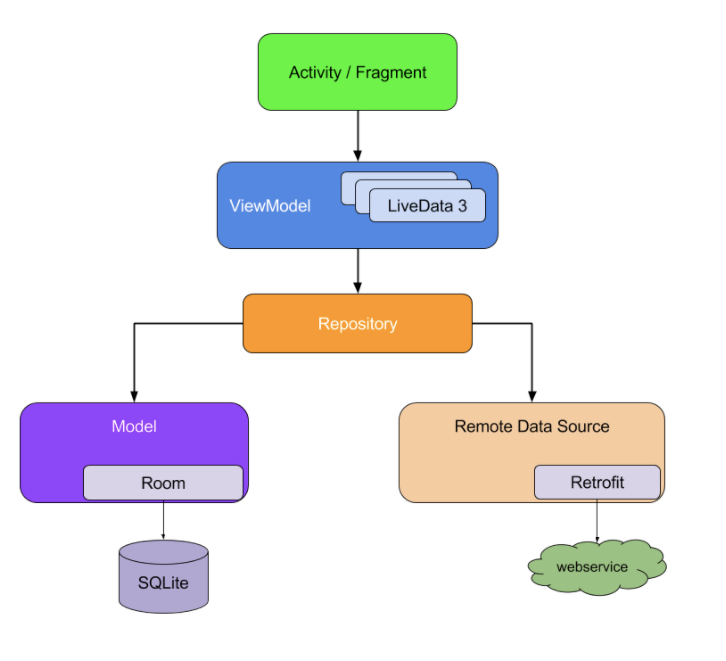 Activity / Fragment
ViewModel
LiveData 3
Repository
Model
Room
SQLite
Remote Data Source
Retrofit
webservice